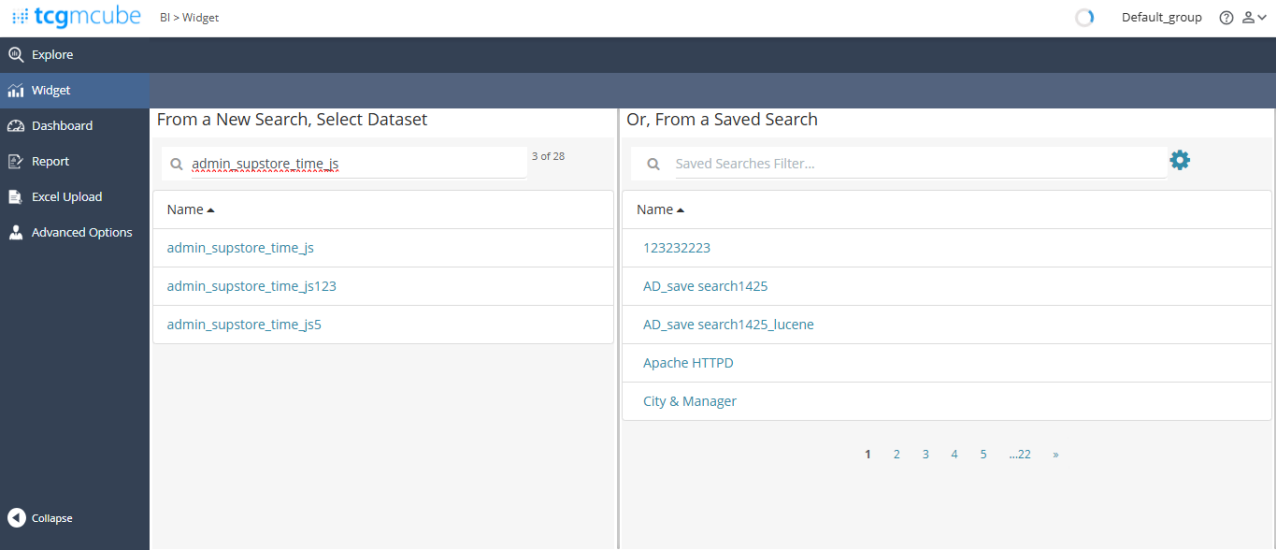 tcgmcube
BI > Widget
Default_group
Explore
Widget
Dashboard
Report
Excel Upload
Advanced Options
Collapse
From a New Search, Select Dataset
admin_supstore_time_js
3 of 28
Name
admin_supstore_time_js
admin_supstore_time_js123
admin_supstore_time_js5
Or, From a Saved Search
Saved Searches Filter...
Name
123232223
AD_save search1425
AD_save search1425_lucene
Apache HTTPD
City & Manager
1 2 3 4 5 ...22 »